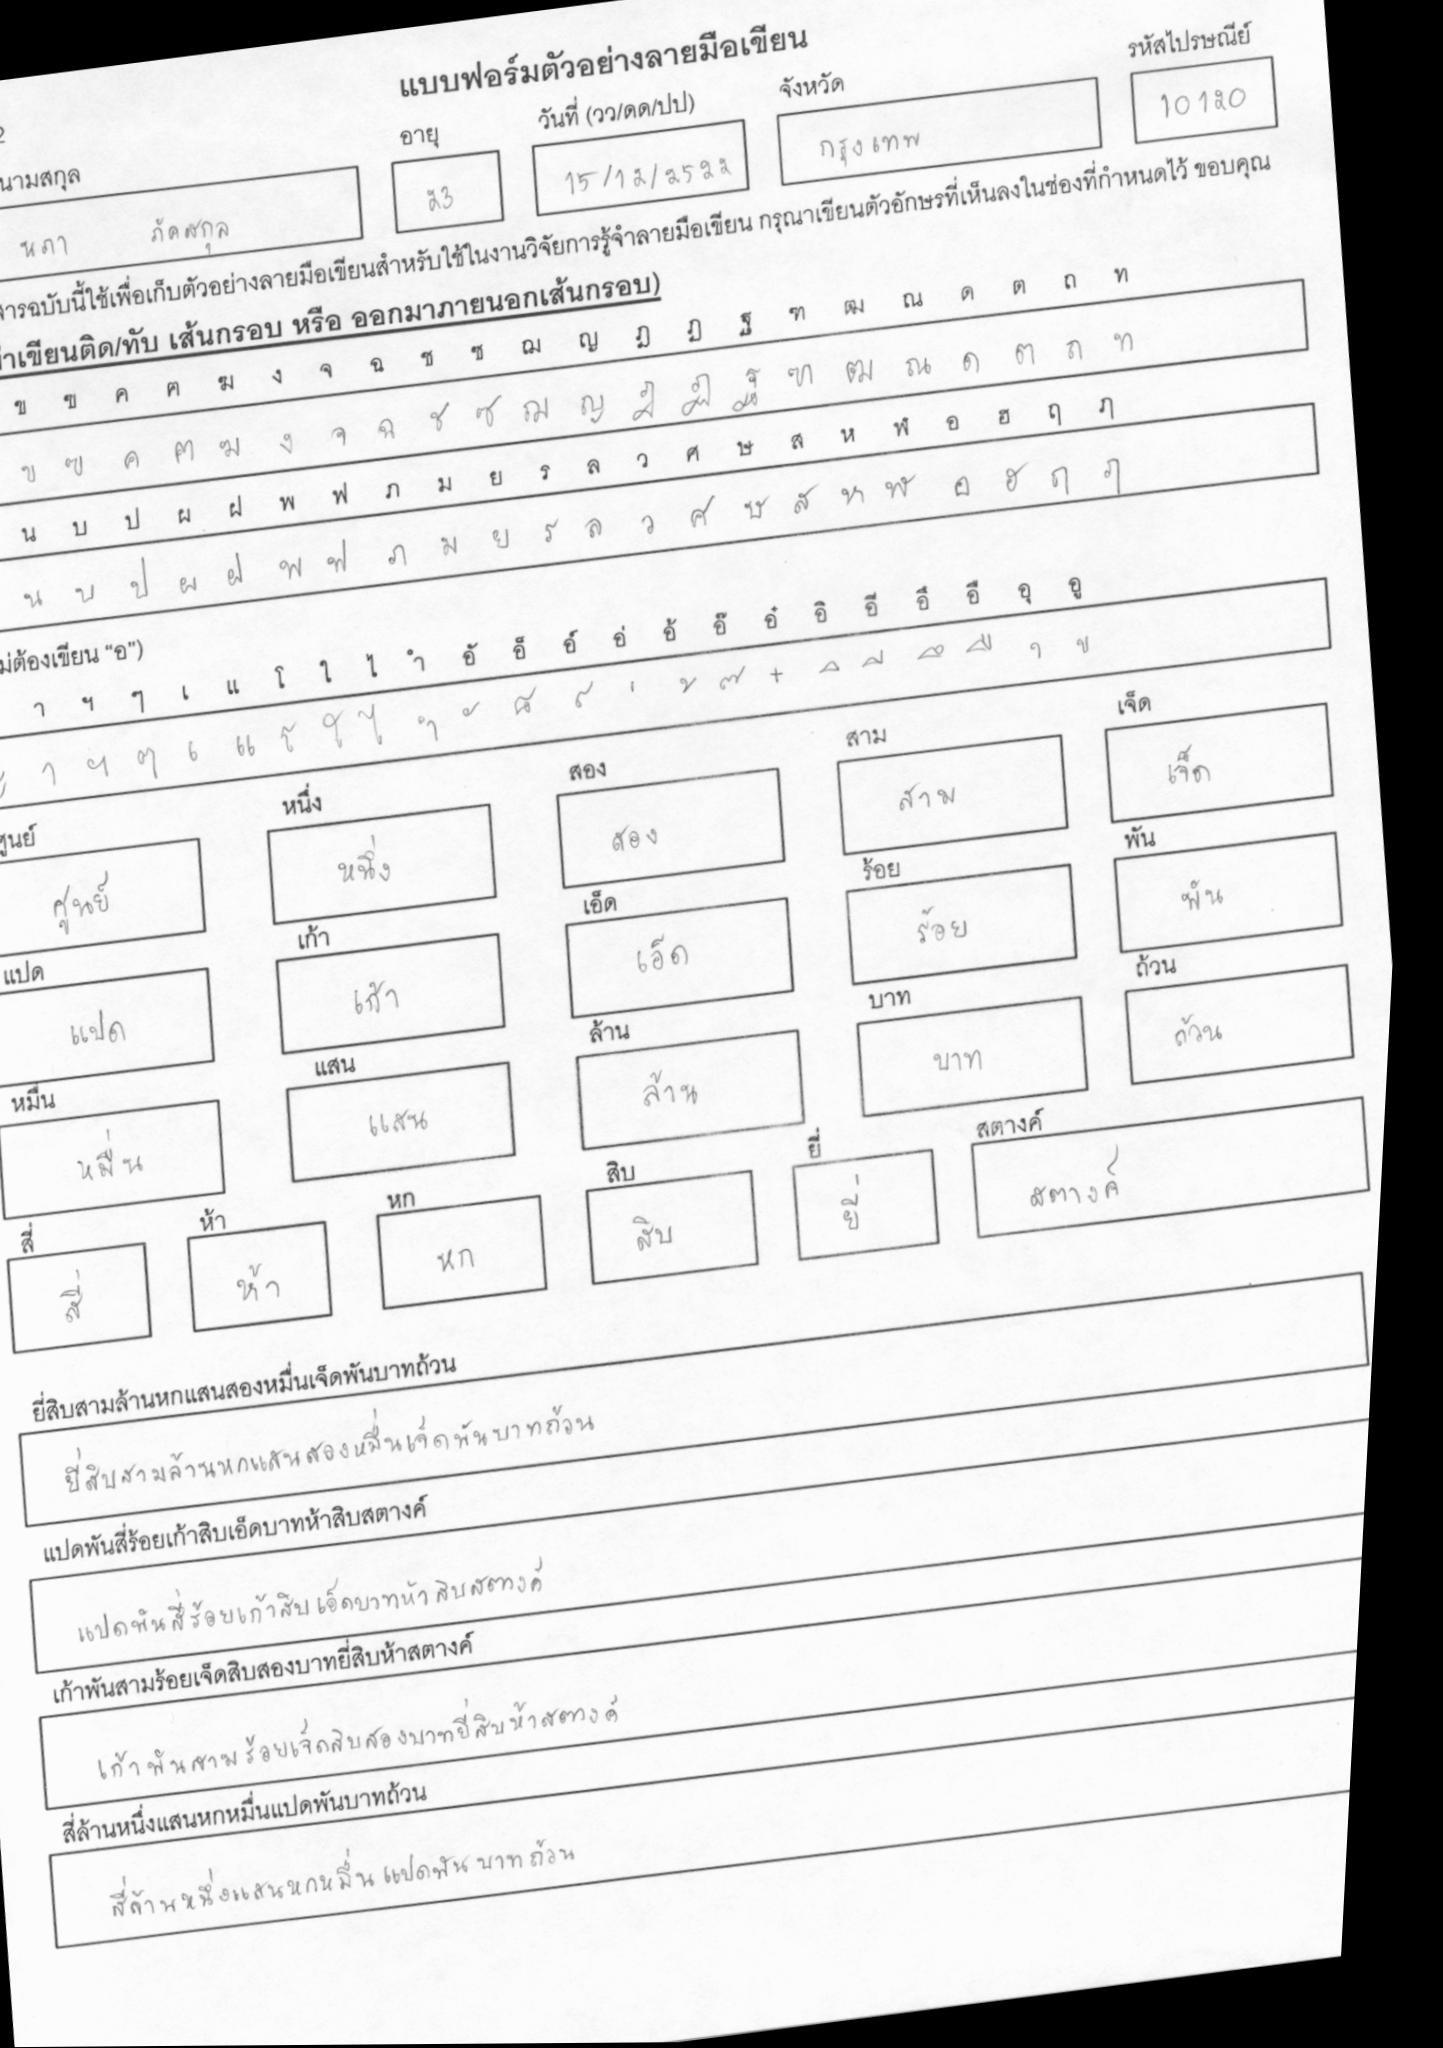 แบบฟอร์มตัวอย่างลายมือเขียน
2
นามสกุล อายุ วันที่ (วว/ดด/ปป) จังหวัด รหัสไปรษณีย์
นภา ภัคสกุล 23 15/12/2522 กรุงเทพ 10120
สารฉบับนี้ใช้เพื่อเก็บตัวอย่างลายมือเขียนสำหรับใช้ในงานวิจัยการรู้จำลายมือเขียน กรุณาเขียนตัวอักษรที่เห็นลงในช่องที่กำหนดไว้ ขอบคุณ
ำเขียนติด/ทับ เส้นกรอบ หรือ ออกมาภายนอกเส้นกรอบ)
ข ฃ ค ฅ ฆ ง จ ฉ ช ซ ฌ ญ ฎ ฏ ฐ ฑ ฒ ณ ด ต ถ ท
ข ฃ ค ฅ ฆ ง จ ฉ ช ซ ฌ ญ ฎ ฏ ฐ ฑ ฒ ณ ด ต ถ ท
น บ ป ผ ฝ พ ฟ ภ ม ย ร ล ว ศ ษ ส ห ฬ อ ฮ ฤ ฦ
น บ ป ผ ฝ พ ฟ ภ ม ย ร ล ว ศ ษ ส ห ฬ อ ฮ ฤ ฦ
ม่ต้องเขียน “อ”)
า ฯ ๆ เ แ โ ใ ไ ำ อั อ็ อ์ อ่ อ้ อ๊ อ๋ อิ อี อึ อื อุ อู
ะ า ฯ ๆ เ แ โ ใ ไ ำ ั ็ ์ ่ ้ ๊ ๋ ิ ี ึ ื ุ ู
ศูนย์ หนึ่ง สอง สาม เจ็ด
ศูนย์ หนึ่ง สอง สาม เจ็ด
แปด เก้า เอ็ด ร้อย พัน
แปด เก้า เอ็ด ร้อย พัน
หมื่น แสน ล้าน บาท ถ้วน
หมื่น แสน ล้าน บาท ถ้วน
สี่ ห้า หก สิบ ยี่ สตางค์
สี่ ห้า หก สิบ ยี่ สตางค์
ยี่สิบสามล้านหกแสนสองหมื่นเจ็ดพันบาทถ้วน
ยี่สิบสามล้านหกแสนสองหมื่นเจ็ดพันบาทถ้วน
แปดพันสี่ร้อยเก้าสิบเอ็ดบาทห้าสิบสตางค์
แปดพันสี่ร้อยเก้าสิบเอ็ดบาทห้าสิบสตางค์
เก้าพันสามร้อยเจ็ดสิบสองบาทยี่สิบห้าสตางค์
เก้าพันสามร้อยเจ็ดสิบสองบาทยี่สิบห้าสตางค์
สี่ล้านหนึ่งแสนหกหมื่นแปดพันบาทถ้วน
สี่ล้านหนึ่งแสนหกหมื่นแปดพันบาทถ้วน